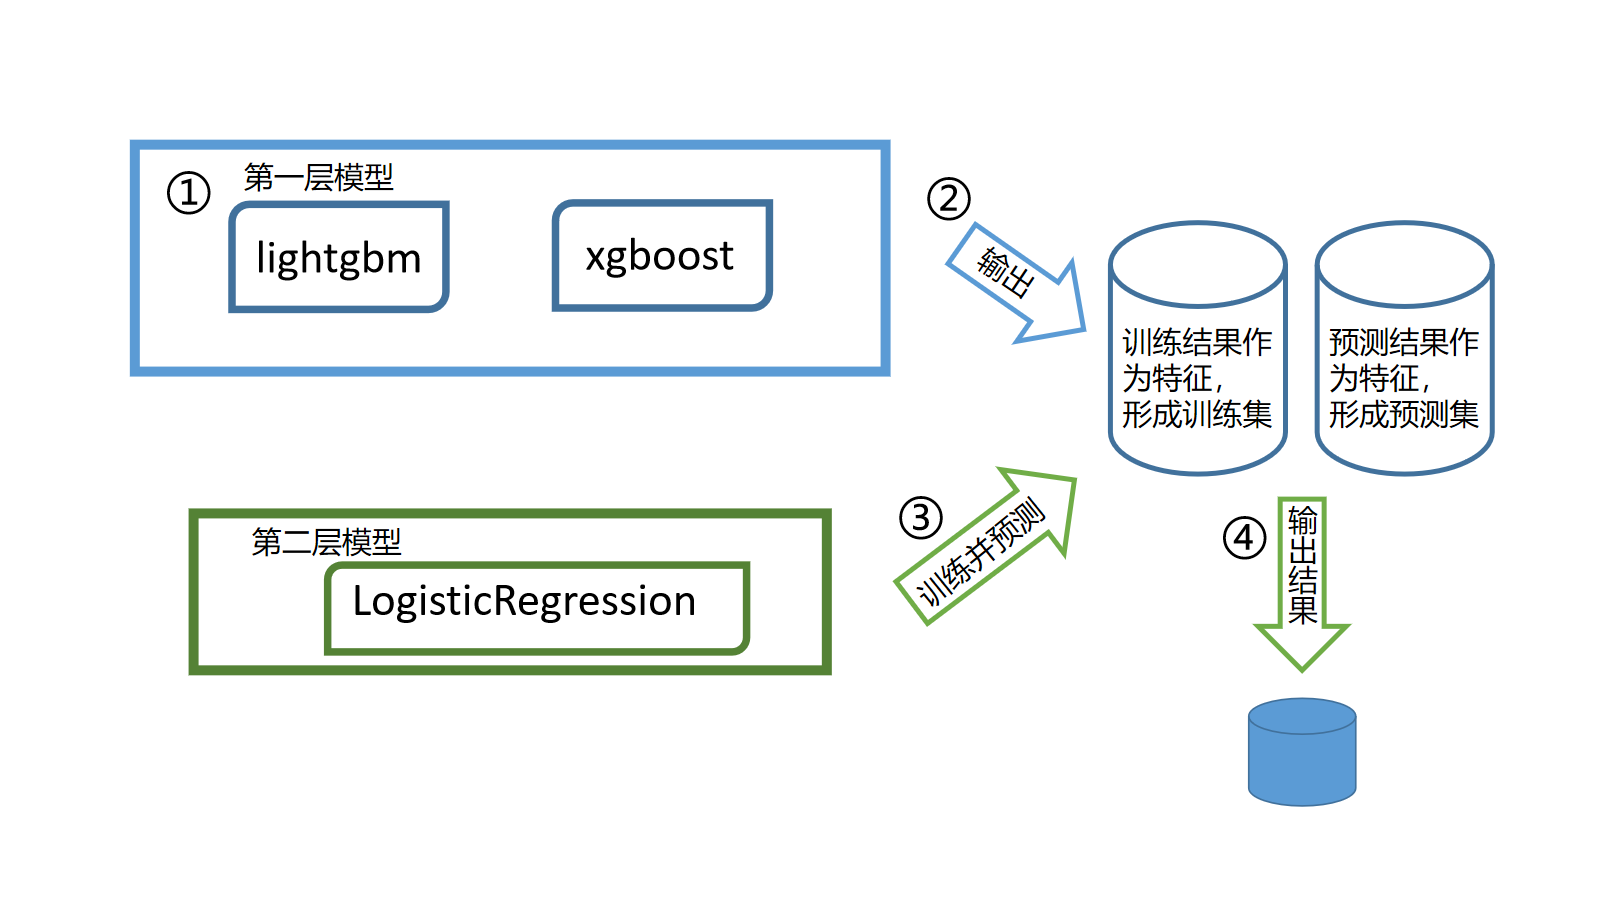 ①
第一层模型
lightgbm
xgboost
②
输出
训练结果作
为特征，
形成训练集
预测结果作
为特征，
形成预测集
第二层模型
LogisticRegression
③
训练并预测
④
输
出
结
果